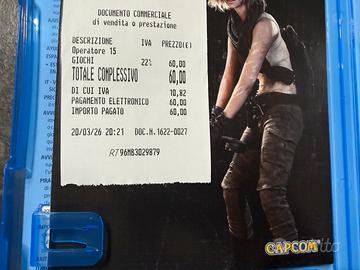 DOCUMENTO COMMERCIALE
di vendita o prestazione
DESCRIZIONE IVA PREZZO(€)
Operatore 15
GIOCHI 22% 60,00
TOTALE COMPLESSIVO 60,00
DI CUI IVA 10,82
PAGAMENTO ELETTRONICO 60,00
IMPORTO PAGATO 60,00
20/03/26 20:21 DOC.N.1622-0027
RT 96MB3029879
CAPCOM